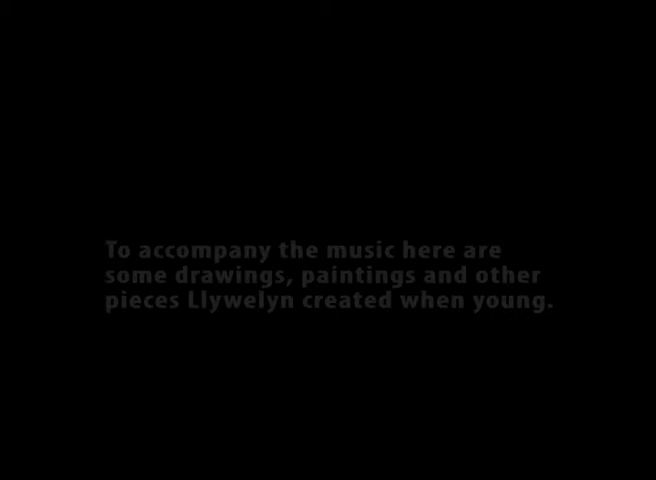 To accompany the music here are
some drawings, paintings and other
pieces Llywelyn created when young.